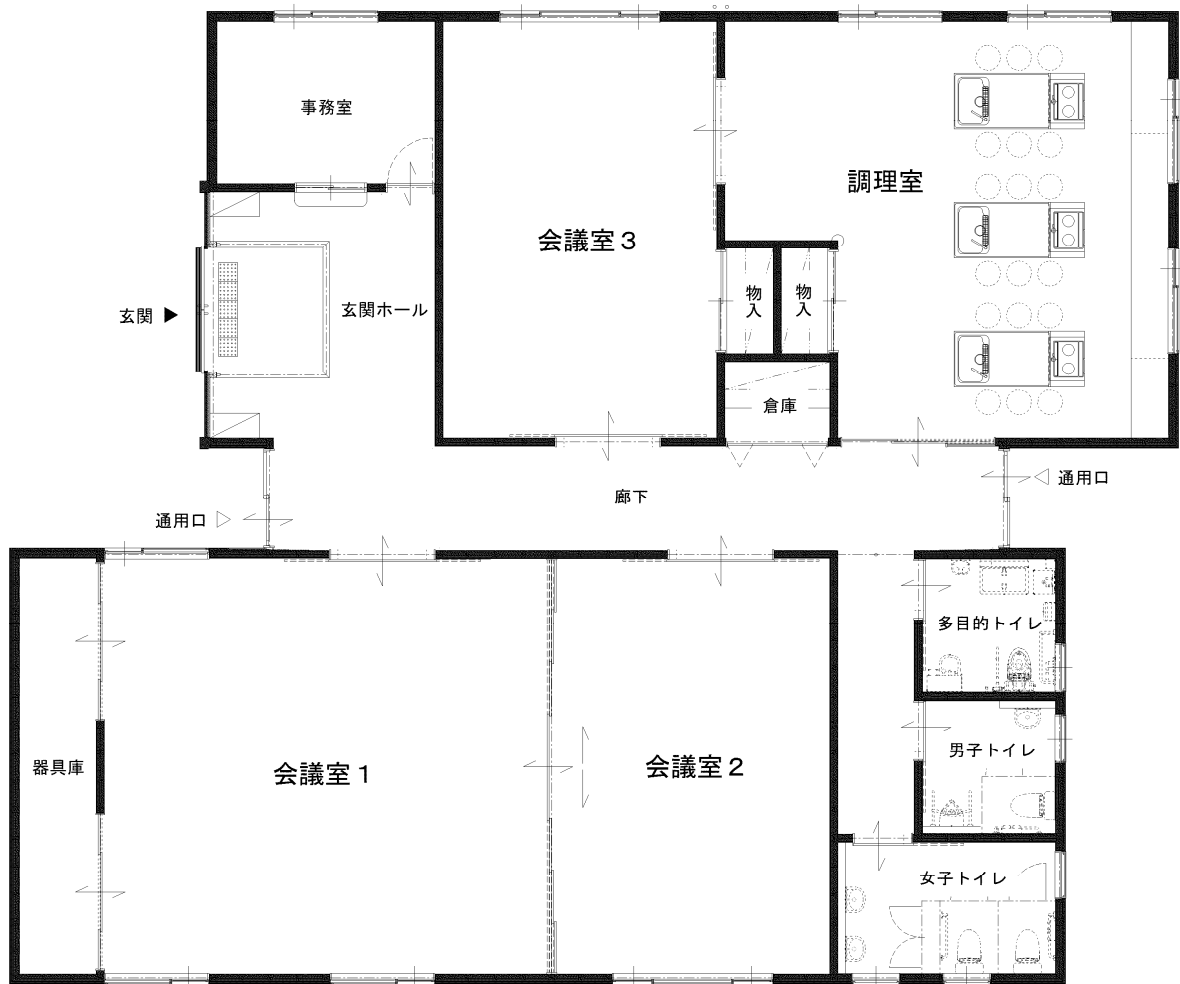 事務室
調理室
会議室３
物入
物入
玄関 ▶
玄関ホール
倉庫
廊下
◁ 通用口
通用口 ▷
多目的トイレ
男子トイレ
器具庫
会議室１
会議室２
女子トイレ